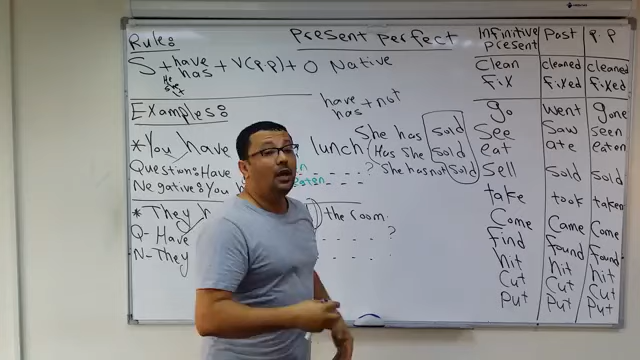 Rule:
Present perfect
S + have
has + V(P.P) + O Native
He
She
It
Examples:
have
has + not
* You have lunch
Question: Have ?
Negative: You eaten
She has sold
Has She sold
She has not sold
* They h the room.
Q- Have ?
N- They
Infinitive present Past P.P
Clean cleaned cleaned
fix fixed fixed
go went gone
See Saw seen
eat ate eaton
Sell sold sold
take took taken
Come Came Come
find found found
hit hit hit
Cut Cut Cut
Put Put Put